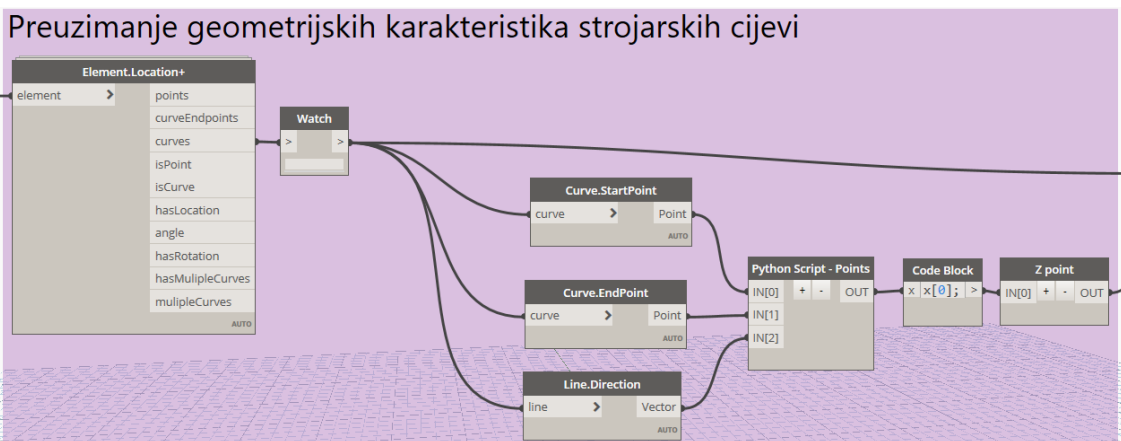 Preuzimanje geometrijskih karakteristika strojarskih cijevi
Element.Location+
element >
points
curveEndpoints
curves
isPoint
isCurve
hasLocation
angle
hasRotation
hasMulipleCurves
mulipleCurves
AUTO
Watch
> >
Curve.StartPoint
curve > Point
AUTO
Curve.EndPoint
curve > Point
AUTO
Line.Direction
line > Vector
AUTO
Python Script - Points
IN[0] + - OUT
IN[1]
IN[2]
Code Block
x x[0]; >
Z point
IN[0] + - OUT